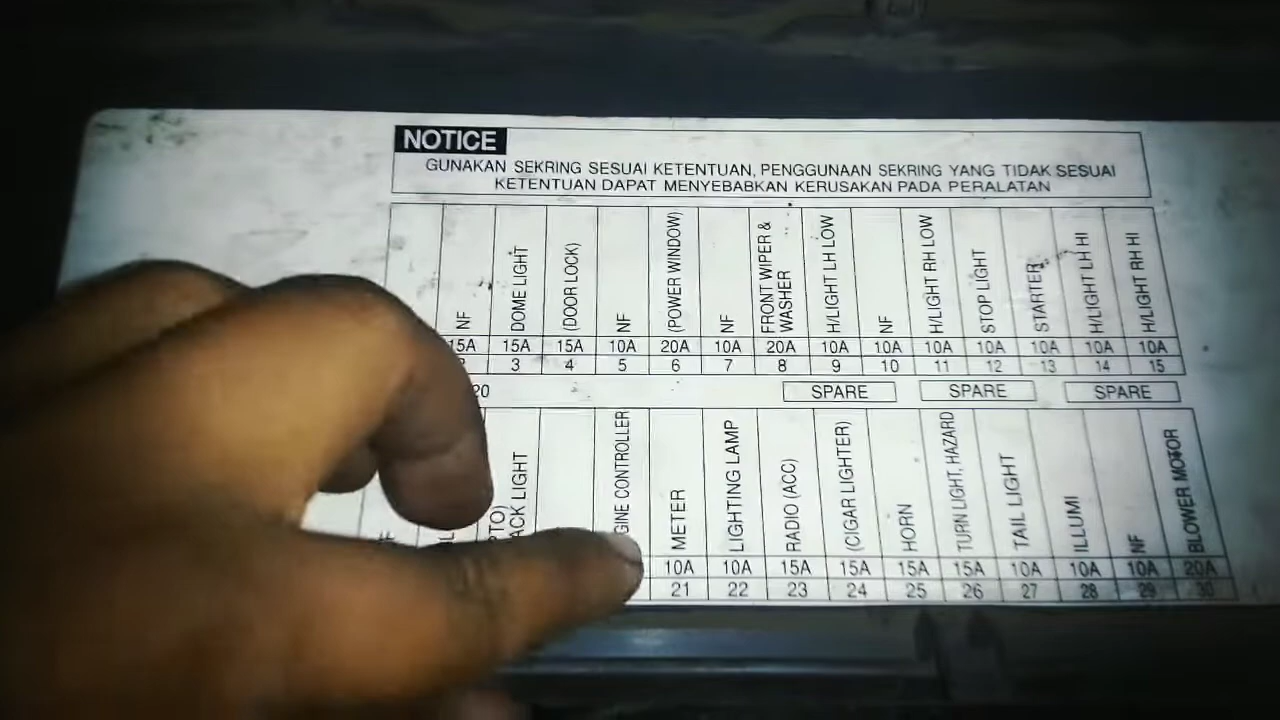 NOTICE
GUNAKAN SEKRING SESUAI KETENTUAN, PENGGUNAAN SEKRING YANG TIDAK SESUAI
KETENTUAN DAPAT MENYEBABKAN KERUSAKAN PADA PERALATAN
NF DOME LIGHT (DOOR LOCK) NF (POWER WINDOW) NF FRONT WIPER & WASHER H/LIGHT LH LOW NF H/LIGHT RH LOW STOP LIGHT STARTER H/LIGHT LH HI H/LIGHT RH HI
15A 15A 15A 10A 20A 10A 20A 10A 10A 10A 10A 10A 10A 10A
3 4 5 6 7 8 9 10 11 12 13 14 15
20 SPARE SPARE SPARE
METER LIGHTING LAMP RADIO (ACC) (CIGAR LIGHTER) HORN TURN LIGHT, HAZARD TAIL LIGHT ILLUMI NF BLOWER MOTOR
10A 10A 15A 15A 15A 15A 10A 10A 10A 20A
21 22 23 24 25 26 27 28 29 30